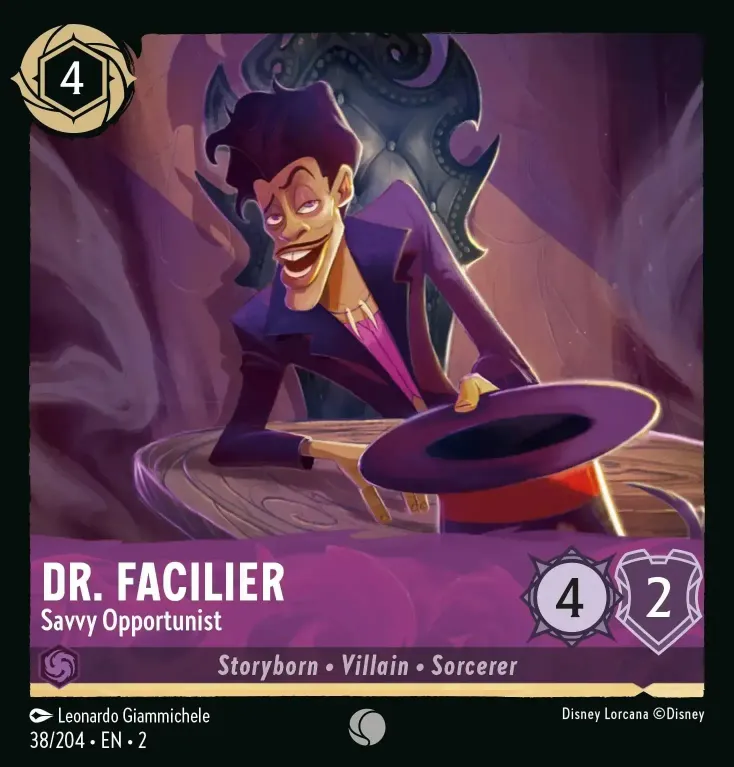 4
DR. FACILIER
Savvy Opportunist
4 2
Storyborn • Villain • Sorcerer
Leonardo Giammichele
Disney Lorcana ©Disney
38/204 • EN • 2